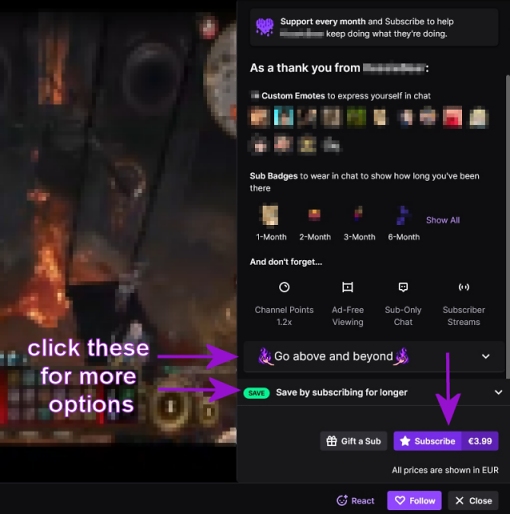 Support every month and Subscribe to help
keep doing what they're doing.
As a thank you from :
Custom Emotes to express yourself in chat
Sub Badges to wear in chat to show how long you've been
there
1-Month
2-Month
3-Month
6-Month
Show All
And don't forget...
Channel Points
1.2x
Ad-Free
Viewing
Sub-Only
Chat
Subscriber
Streams
click these
for more
options
Go above and beyond
SAVE
Save by subscribing for longer
Gift a Sub
Subscribe
€3.99
All prices are shown in EUR
React
Follow
Close